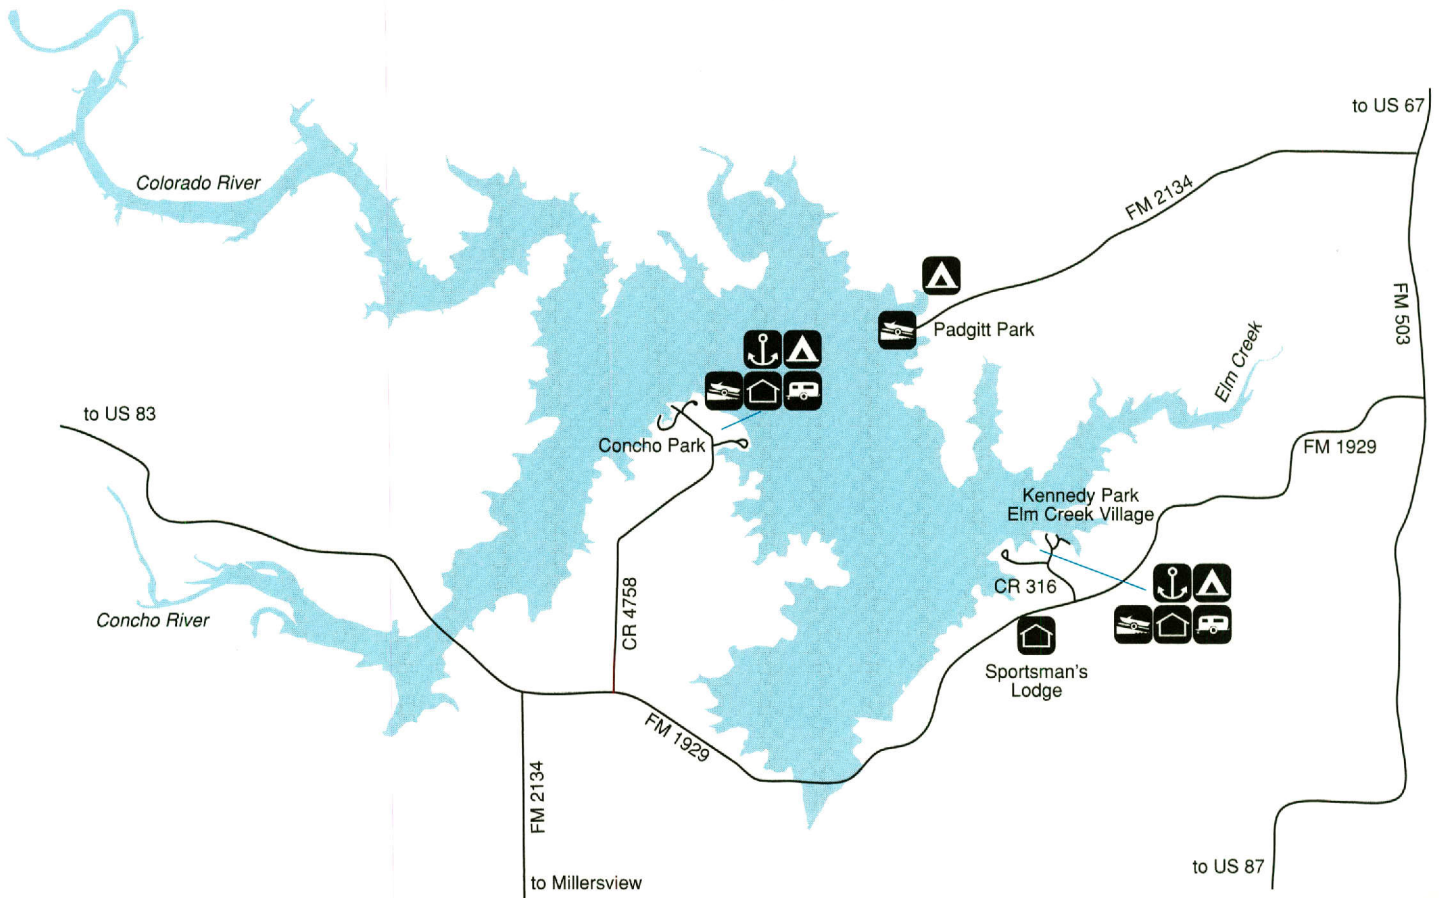 to US 67
Colorado River
FM 2134
FM 503
Padgitt Park
Elm Creek
to US 83
Concho Park
FM 1929
Kennedy Park
Elm Creek Village
CR 316
CR 4758
Concho River
Sportsman's
Lodge
FM 1929
FM 2134
to US 87
to Millersview